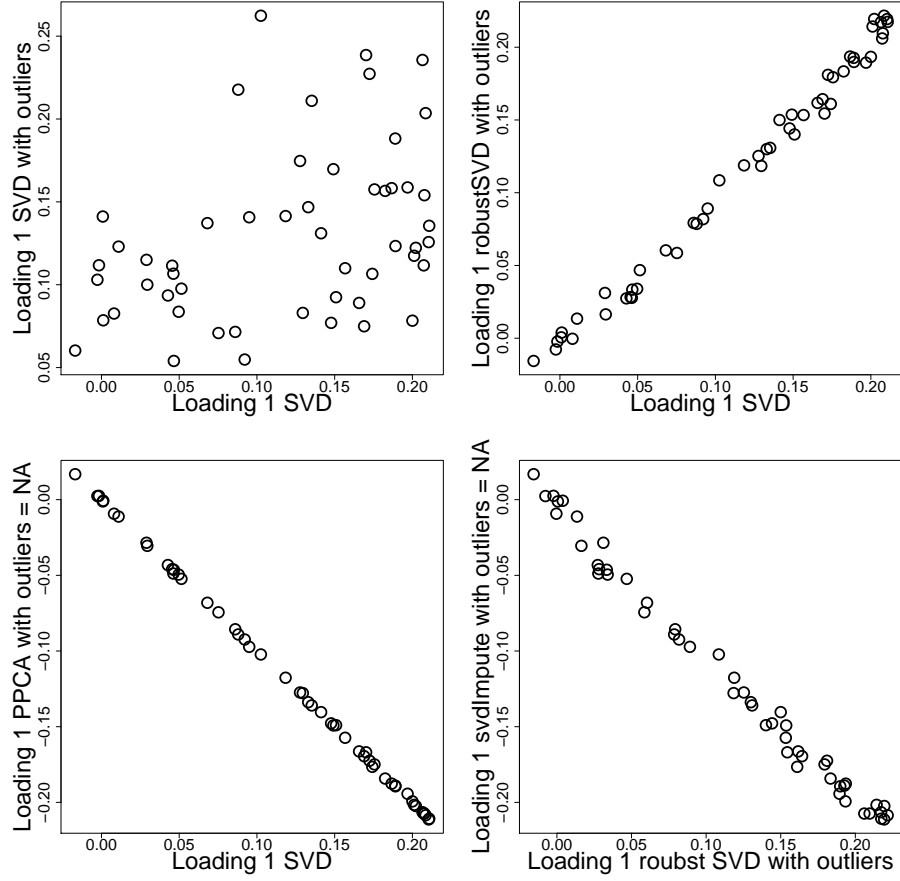 Loading 1 SVD with outliers
0.05 0.10 0.15 0.20 0.25
0.00 0.05 0.10 0.15 0.20
Loading 1 SVD
Loading 1 robustSVD with outliers
0.00 0.05 0.10 0.15 0.20
0.00 0.05 0.10 0.15 0.20
Loading 1 SVD
Loading 1 PPCA with outliers = NA
−0.20 −0.15 −0.10 −0.05 0.00
0.00 0.05 0.10 0.15 0.20
Loading 1 SVD
Loading 1 svdImpute with outliers = NA
−0.20 −0.15 −0.10 −0.05 0.00
0.00 0.05 0.10 0.15 0.20
Loading 1 roubst SVD with outliers